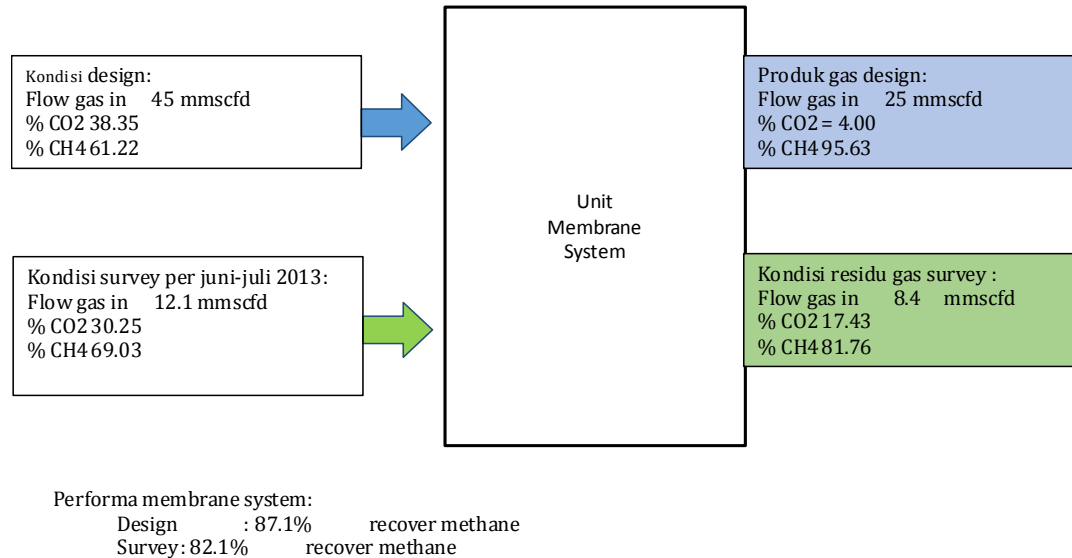 Kondisi design:
Flow gas in 45 mmscfd
% CO2 38.35
% CH4 61.22
Produk gas design:
Flow gas in 25 mmscfd
% CO2 = 4.00
% CH4 95.63
Unit
Membrane
System
Kondisi survey per juni-juli 2013:
Flow gas in 12.1 mmscfd
% CO2 30.25
% CH4 69.03
Kondisi residu gas survey :
Flow gas in 8.4 mmscfd
% CO2 17.43
% CH4 81.76
Performa membrane system:
Design : 87.1% recover methane
Survey: 82.1% recover methane